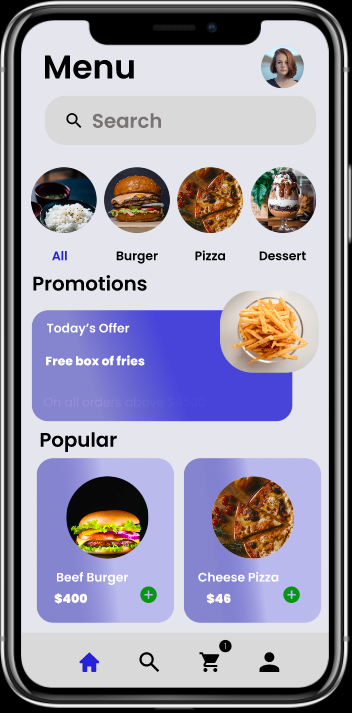 Menu
Search
All Burger Pizza Dessert
Promotions
Today's Offer
Free box of fries
On all orders above
Popular
Beef Burger
$400
Cheese Pizza
$46
1